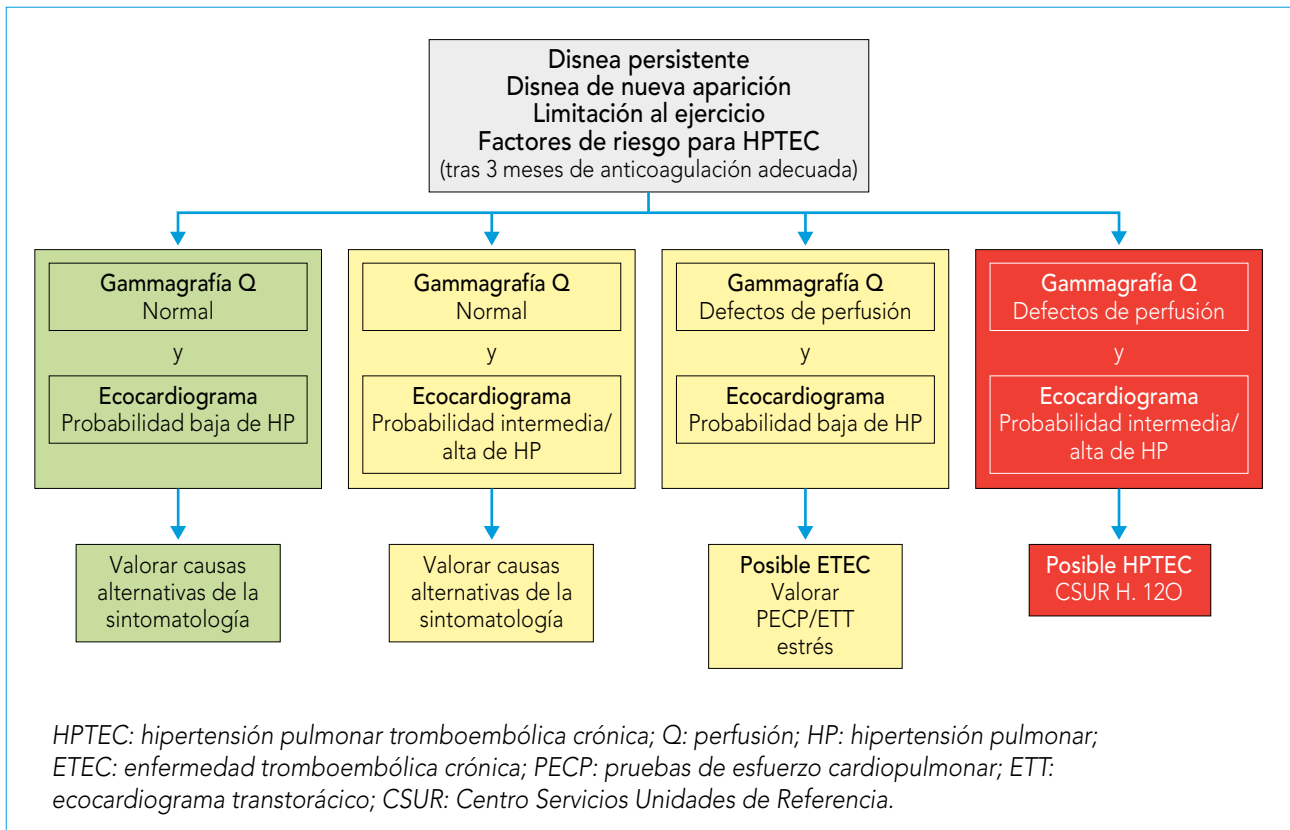 Disnea persistente
Disnea de nueva aparición
Limitación al ejercicio
Factores de riesgo para HPTEC
(tras 3 meses de anticoagulación adecuada)
Gammagrafía Q
Normal
y
Ecocardiograma
Probabilidad baja de HP
Valorar causas
alternativas de la
sintomatología
Gammagrafía Q
Normal
y
Ecocardiograma
Probabilidad intermedia/
alta de HP
Valorar causas
alternativas de la
sintomatología
Gammagrafía Q
Defectos de perfusión
y
Ecocardiograma
Probabilidad baja de HP
Posible ETEC
Valorar
PECP/ETT
estrés
Gammagrafía Q
Defectos de perfusión
y
Ecocardiograma
Probabilidad intermedia/
alta de HP
Posible HPTEC
CSUR H. 12O
HPTEC: hipertensión pulmonar tromboembólica crónica; Q: perfusión; HP: hipertensión pulmonar;
ETEC: enfermedad tromboembólica crónica; PECP: pruebas de esfuerzo cardiopulmonar; ETT:
ecocardiograma transtorácico; CSUR: Centro Servicios Unidades de Referencia.